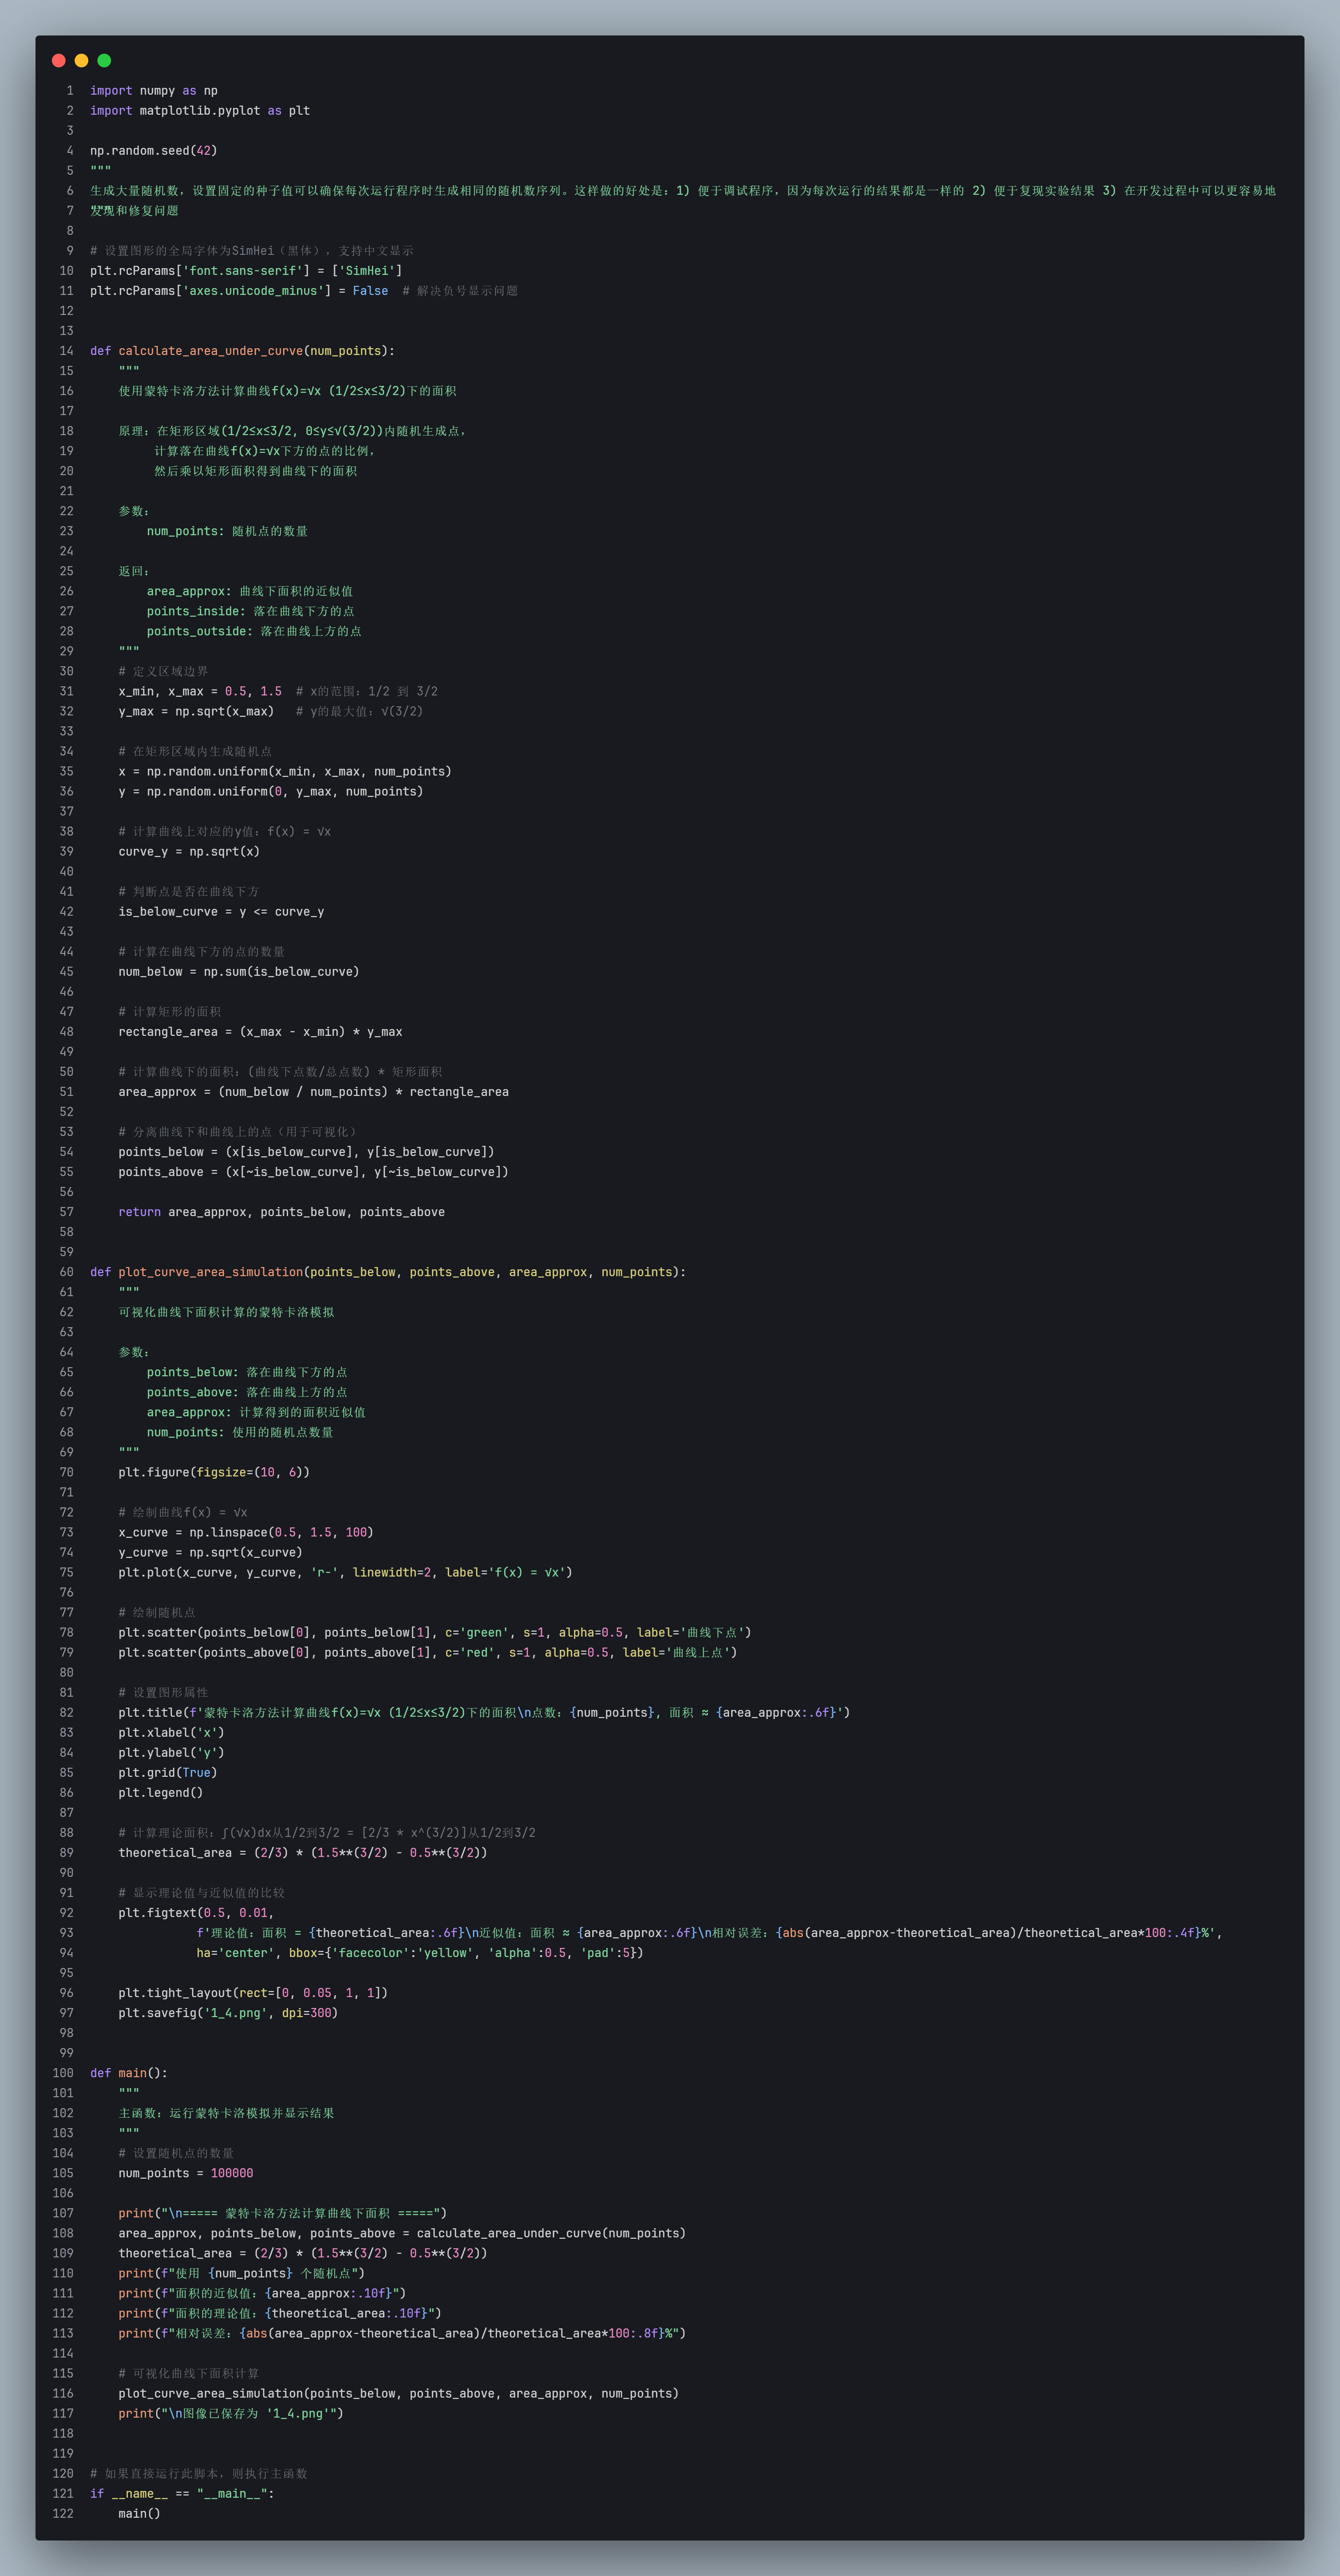 1 import numpy as np
2 import matplotlib.pyplot as plt
3
4 np.random.seed(42)
5 """
6 生成大量随机数，设置固定的种子值可以确保每次运行程序时生成相同的随机数序列。这样做的好处是：1) 便于调试程序，因为每次运行的结果都是一样的 2) 便于复现实验结果 3) 在开发过程中可以更容易地
7 发现和修复问题
"""
8
9 # 设置图形的全局字体为SimHei（黑体），支持中文显示
10 plt.rcParams['font.sans-serif'] = ['SimHei']
11 plt.rcParams['axes.unicode_minus'] = False  # 解决负号显示问题
12
13
14 def calculate_area_under_curve(num_points):
15     """
16     使用蒙特卡洛方法计算曲线f(x)=√x (1/2≤x≤3/2)下的面积
17
18     原理：在矩形区域(1/2≤x≤3/2, 0≤y≤√(3/2))内随机生成点，
19          计算落在曲线f(x)=√x下方的点的比例，
20          然后乘以矩形面积得到曲线下的面积
21
22     参数：
23         num_points: 随机点的数量
24
25     返回：
26         area_approx: 曲线下面积的近似值
27         points_inside: 落在曲线下方的点
28         points_outside: 落在曲线上方的点
29     """
30     # 定义区域边界
31     x_min, x_max = 0.5, 1.5  # x的范围：1/2 到 3/2
32     y_max = np.sqrt(x_max)   # y的最大值：√(3/2)
33
34     # 在矩形区域内生成随机点
35     x = np.random.uniform(x_min, x_max, num_points)
36     y = np.random.uniform(0, y_max, num_points)
37
38     # 计算曲线上对应的y值：f(x) = √x
39     curve_y = np.sqrt(x)
40
41     # 判断点是否在曲线下方
42     is_below_curve = y <= curve_y
43
44     # 计算在曲线下方的点的数量
45     num_below = np.sum(is_below_curve)
46
47     # 计算矩形的面积
48     rectangle_area = (x_max - x_min) * y_max
49
50     # 计算曲线下的面积：(曲线下点数/总点数) * 矩形面积
51     area_approx = (num_below / num_points) * rectangle_area
52
53     # 分离曲线下和曲线上的点（用于可视化）
54     points_below = (x[is_below_curve], y[is_below_curve])
55     points_above = (x[~is_below_curve], y[~is_below_curve])
56
57     return area_approx, points_below, points_above
58
59
60 def plot_curve_area_simulation(points_below, points_above, area_approx, num_points):
61     """
62     可视化曲线下面积计算的蒙特卡洛模拟
63
64     参数：
65         points_below: 落在曲线下方的点
66         points_above: 落在曲线上方的点
67         area_approx: 计算得到的面积近似值
68         num_points: 使用的随机点数量
69     """
70     plt.figure(figsize=(10, 6))
71
72     # 绘制曲线f(x) = √x
73     x_curve = np.linspace(0.5, 1.5, 100)
74     y_curve = np.sqrt(x_curve)
75     plt.plot(x_curve, y_curve, 'r-', linewidth=2, label='f(x) = √x')
76
77     # 绘制随机点
78     plt.scatter(points_below[0], points_below[1], c='green', s=1, alpha=0.5, label='曲线下点')
79     plt.scatter(points_above[0], points_above[1], c='red', s=1, alpha=0.5, label='曲线上点')
80
81     # 设置图形属性
82     plt.title(f'蒙特卡洛方法计算曲线f(x)=√x (1/2≤x≤3/2)下的面积\n点数：{num_points}, 面积 ≈ {area_approx:.6f}')
83     plt.xlabel('x')
84     plt.ylabel('y')
85     plt.grid(True)
86     plt.legend()
87
88     # 计算理论面积：∫(√x)dx从1/2到3/2 = [2/3 * x^(3/2)]从1/2到3/2
89     theoretical_area = (2/3) * (1.5**(3/2) - 0.5**(3/2))
90
91     # 显示理论值与近似值的比较
92     plt.figtext(0.5, 0.01,
93                f'理论值：面积 = {theoretical_area:.6f}\n近似值：面积 ≈ {area_approx:.6f}\n相对误差：{abs(area_approx-theoretical_area)/theoretical_area*100:.4f}%',
94                ha='center', bbox={'facecolor':'yellow', 'alpha':0.5, 'pad':5})
95
96     plt.tight_layout(rect=[0, 0.05, 1, 1])
97     plt.savefig('1_4.png', dpi=300)
98
99
100 def main():
101     """
102     主函数：运行蒙特卡洛模拟并显示结果
103     """
104     # 设置随机点的数量
105     num_points = 100000
106
107     print("\n===== 蒙特卡洛方法计算曲线下面积 =====")
108     area_approx, points_below, points_above = calculate_area_under_curve(num_points)
109     theoretical_area = (2/3) * (1.5**(3/2) - 0.5**(3/2))
110     print(f"使用 {num_points} 个随机点")
111     print(f"面积的近似值：{area_approx:.10f}")
112     print(f"面积的理论值：{theoretical_area:.10f}")
113     print(f"相对误差：{abs(area_approx-theoretical_area)/theoretical_area*100:.8f}%")
114
115     # 可视化曲线下面积计算
116     plot_curve_area_simulation(points_below, points_above, area_approx, num_points)
117     print("\n图像已保存为 '1_4.png'")
118
119
120 # 如果直接运行此脚本，则执行主函数
121 if __name__ == "__main__":
122     main()